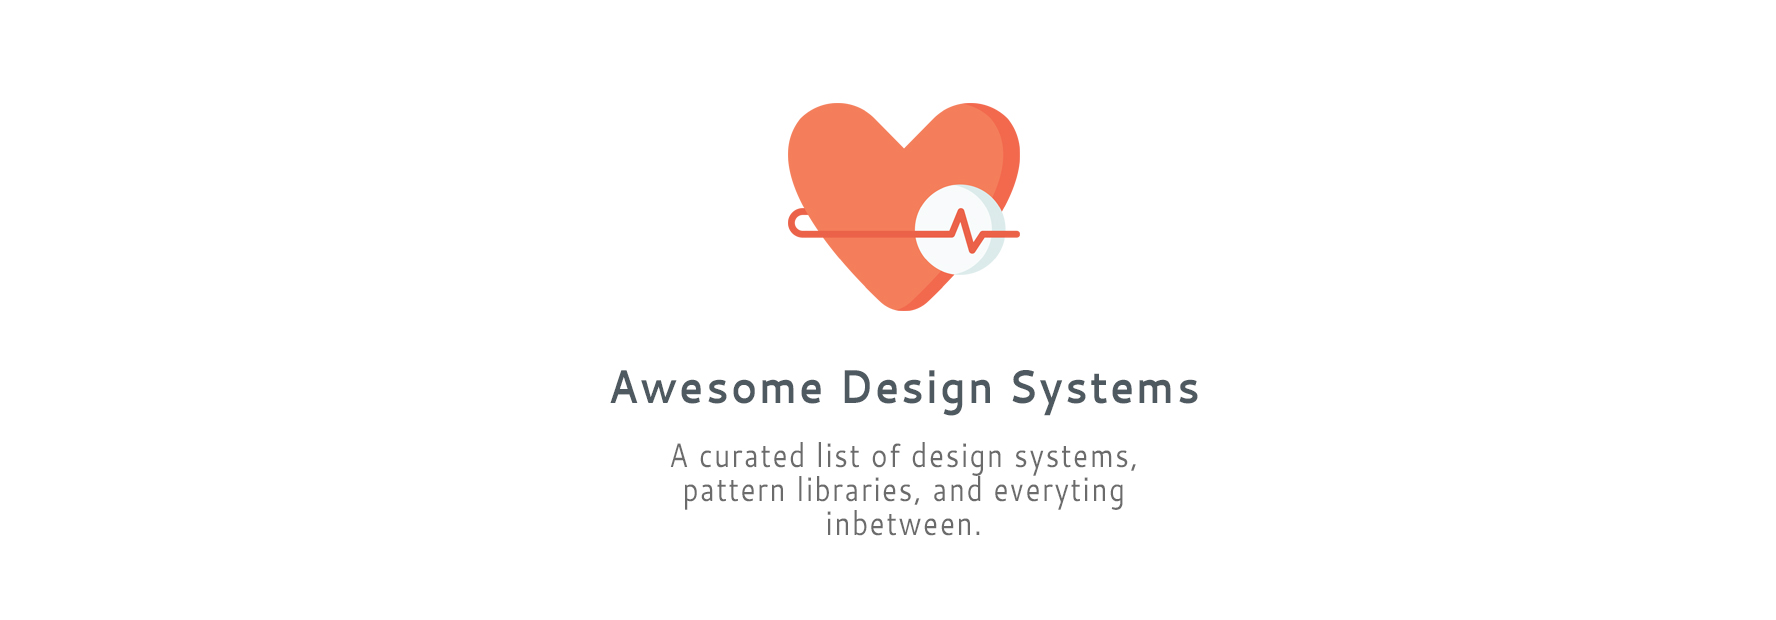 Awesome Design Systems
A curated list of design systems,
pattern libraries, and everyting
inbetween.